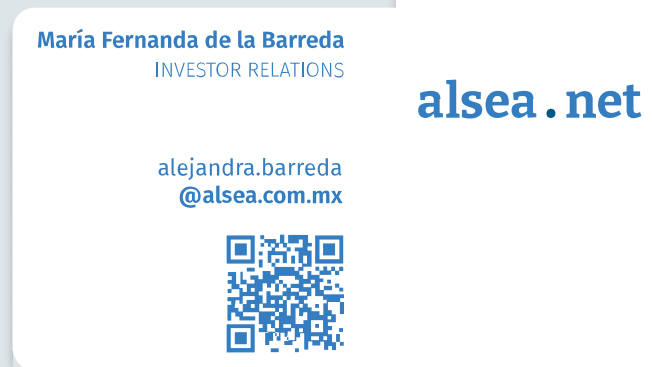 María Fernanda de la Barreda
INVESTOR RELATIONS
alsea.net
alejandra.barreda
@alsea.com.mx